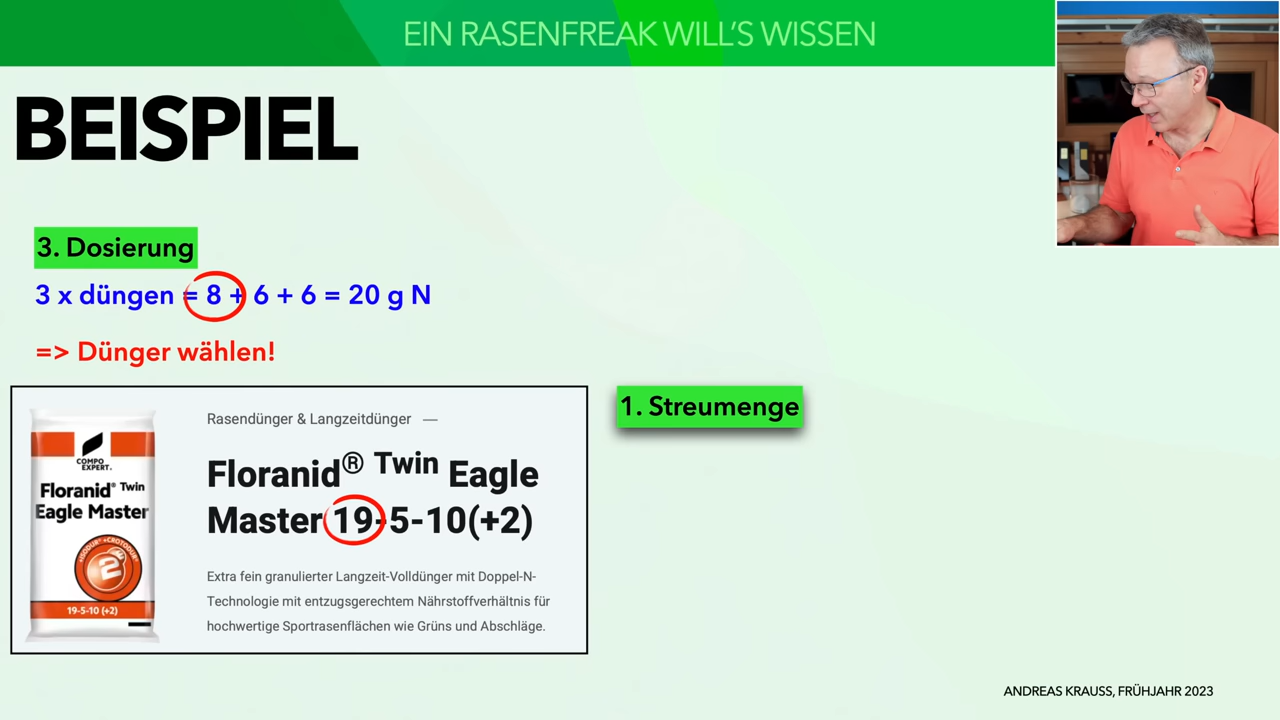 EIN RASENFREAK WILL'S WISSEN
BEISPIEL
3. Dosierung
3 x düngen = 8 + 6 + 6 = 20 g N
=> Dünger wählen!
COMPO
EXPERT.
Floranid® Twin
Eagle Master
2
19-5-10 (+2)
Rasendünger & Langzeitdünger —
Floranid® Twin Eagle
Master 19-5-10(+2)
Extra fein granulierter Langzeit-Volldünger mit Doppel-N-
Technologie mit entzugsgerechtem Nährstoffverhältnis für
hochwertige Sportrasenflächen wie Grüns und Abschläge.
1. Streumenge
ANDREAS KRAUSS, FRÜHJAHR 2023